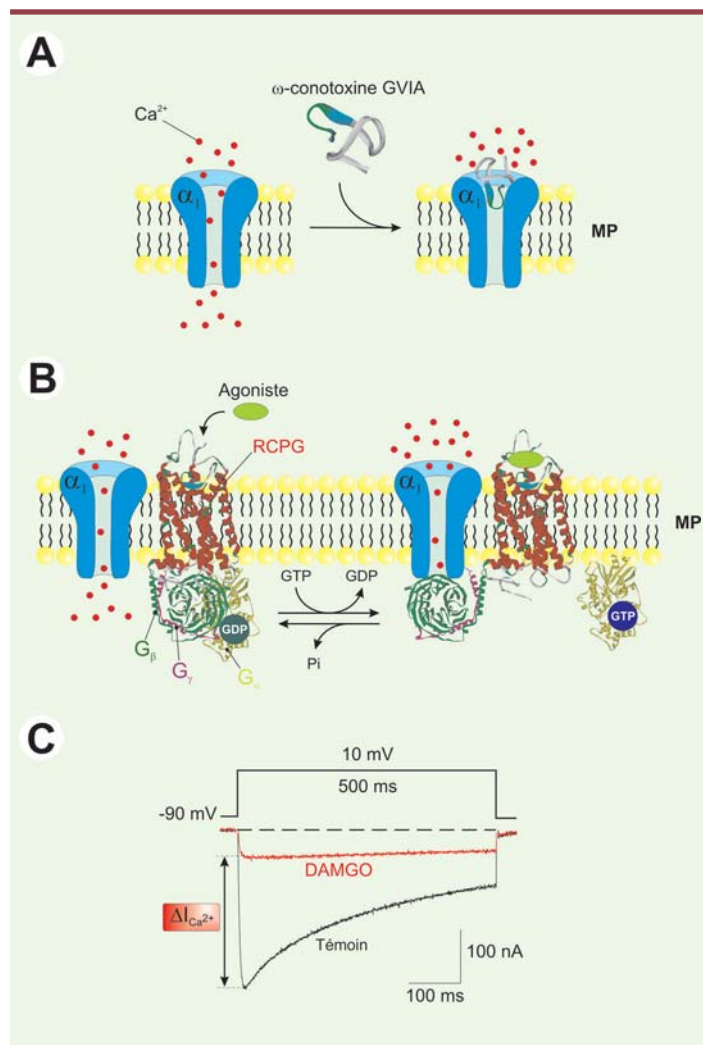 A
ω-conotoxine GVIA
Ca2+
α1
α1
MP
B
Agoniste
RCPG
α1
α1
MP
GTP
GDP
GDP
GTP
Gβ
Gγ
Gα
Pi
C
10 mV
500 ms
-90 mV
DAMGO
ΔICa2+
Témoin
100 nA
100 ms